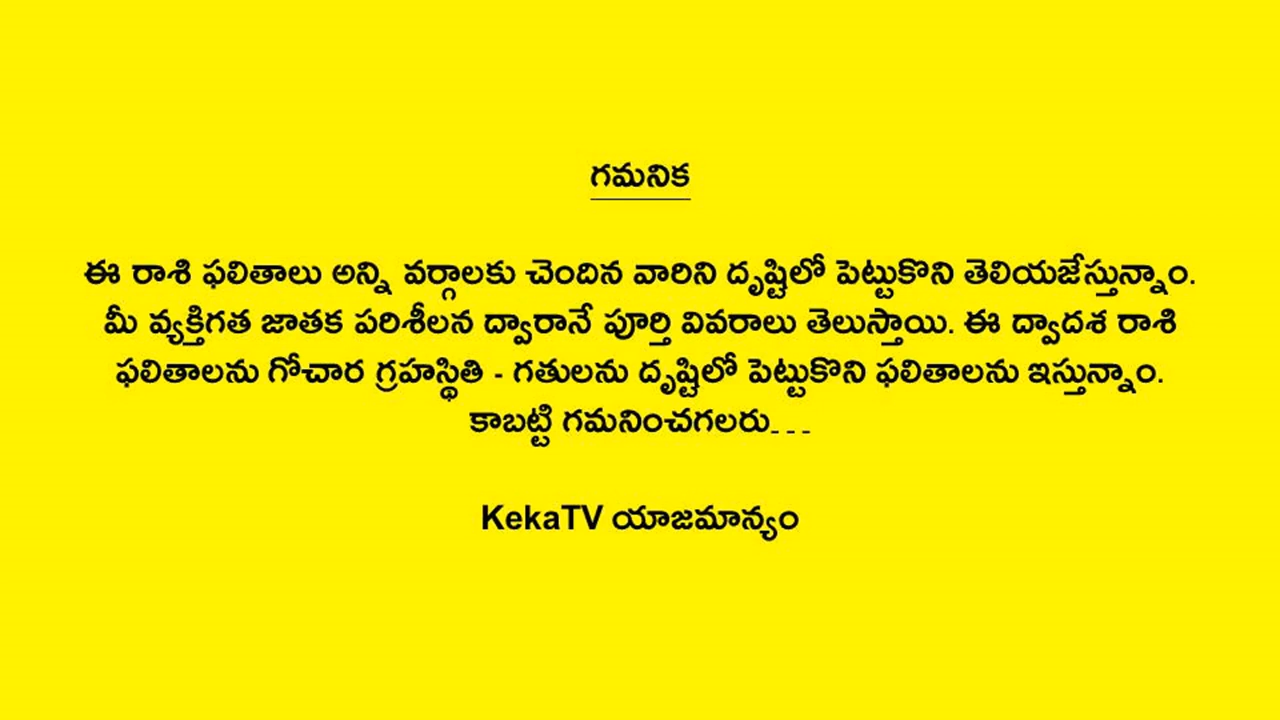 గమనిక
ఈ రాశి ఫలితాలు అన్ని వర్గాలకు చెందిన వారిని దృష్టిలో పెట్టుకొని తెలియజేస్తున్నాం.
మీ వ్యక్తిగత జాతక పరిశీలన ద్వారానే పూర్తి వివరాలు తెలుస్తాయి. ఈ ద్వాదశ రాశి
ఫలితాలను గోచార గ్రహస్థితి - గతులను దృష్టిలో పెట్టుకొని ఫలితాలను ఇస్తున్నాం.
కాబట్టి గమనించగలరు...
KekaTV యాజమాన్యం